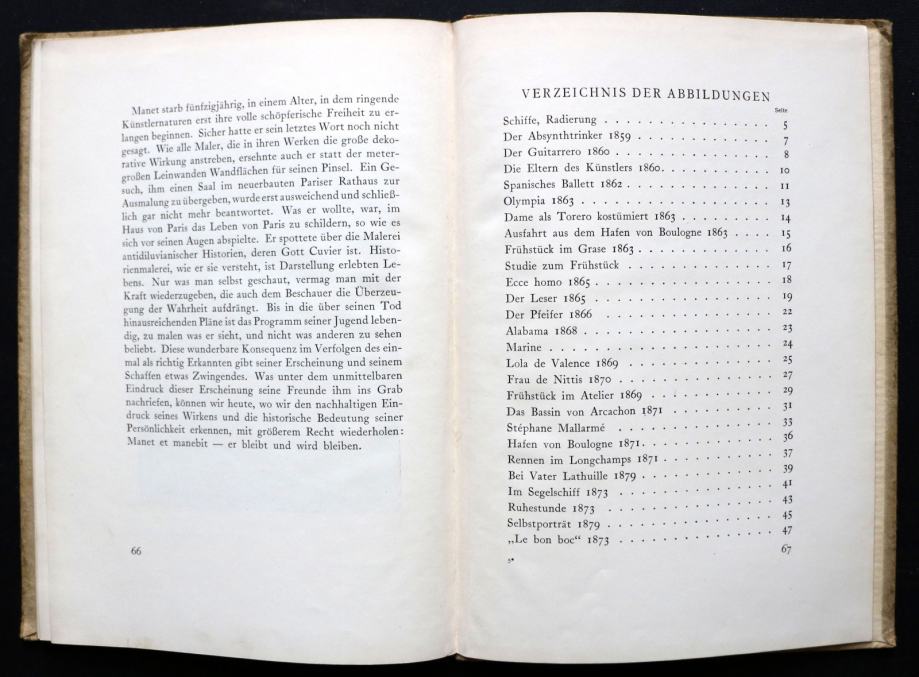 Manet starb fünfzigjährig, in einem Alter, in dem ringende
Künstlernaturen erst ihre volle schöpferische Freiheit zu er-
langen beginnen. Sicher hatte er sein letztes Wort noch nicht
gesagt. Wie alle Maler, die in ihren Werken die große deko-
rative Wirkung anstreben, ersehnte auch er statt der meter-
großen Leinwanden Wandflächen für seinen Pinsel. Ein Ge-
such, ihm einen Saal im neuerbauten Pariser Rathaus zur
Ausmalung zu übergeben, wurde erst ausweichend und schließ-
lich gar nicht mehr beantwortet. Was er wollte, war, im
Haus von Paris das Leben von Paris zu schildern, so wie es
sich vor seinen Augen abspielte. Er spottete über die Malerei
antidiluvianischer Historien, deren Gott Cuvier ist. Histo-
rienmalerei, wie er sie versteht, ist Darstellung erlebten Le-
bens. Nur was man selbst geschaut, vermag man mit der
Kraft wiederzugeben, die auch dem Beschauer die Überzeu-
gung der Wahrheit aufdrängt. Bis in die über seinen Tod
hinausreichenden Pläne ist das Programm seiner Jugend leben-
dig, zu malen was er sieht, und nicht was anderen zu sehen
beliebt. Diese wunderbare Konsequenz im Verfolgen des ein-
mal als richtig Erkannten gibt seiner Erscheinung und seinem
Schaffen etwas Zwingendes. Was unter dem unmittelbaren
Eindruck dieser Erscheinung seine Freunde ihm ins Grab
nachriefen, können wir heute, wo wir den nachhaltigen Ein-
druck seines Wirkens und die historische Bedeutung seiner
Persönlichkeit erkennen, mit größerem Recht wiederholen:
Manet et manebit — er bleibt und wird bleiben.
66
VERZEICHNIS DER ABBILDUNGEN
Seite
Schiffe, Radierung . . . . . . . . . . . . . . . 5
Der Absynthtrinker 1859 . . . . . . . . . . . . . 7
Der Guitarrero 1860 . . . . . . . . . . . . . . 8
Die Eltern des Künstlers 1860. . . . . . . . . . . 10
Spanisches Ballett 1862 . . . . . . . . . . . . . 11
Olympia 1863 . . . . . . . . . . . . . . . . 13
Dame als Torero kostümiert 1863 . . . . . . . . . 14
Ausfahrt aus dem Hafen von Boulogne 1863 . . . . . 15
Frühstück im Grase 1863 . . . . . . . . . . . . 16
Studie zum Frühstück . . . . . . . . . . . . . 17
Ecce homo 1865 . . . . . . . . . . . . . . . 18
Der Leser 1865 . . . . . . . . . . . . . . . 19
Der Pfeifer 1866 . . . . . . . . . . . . . . 22
Alabama 1868 . . . . . . . . . . . . . . . . 23
Marine . . . . . . . . . . . . . . . . . . 24
Lola de Valence 1869 . . . . . . . . . . . . . 25
Frau de Nittis 1870 . . . . . . . . . . . . . 27
Frühstück im Atelier 1869 . . . . . . . . . . . 29
Das Bassin von Arcachon 1871 . . . . . . . . . . 31
Stéphane Mallarmé . . . . . . . . . . . . . . 33
Hafen von Boulogne 1871. . . . . . . . . . . . 36
Rennen im Longchamps 1871 . . . . . . . . . . . 37
Bei Vater Lathuille 1879 . . . . . . . . . . . . 39
Im Segelschiff 1873 . . . . . . . . . . . . . 41
Ruhestunde 1873 . . . . . . . . . . . . . . 43
Selbstporträt 1879 . . . . . . . . . . . . . . 45
„Le bon boc“ 1873 . . . . . . . . . . . . . . 47
5*
67